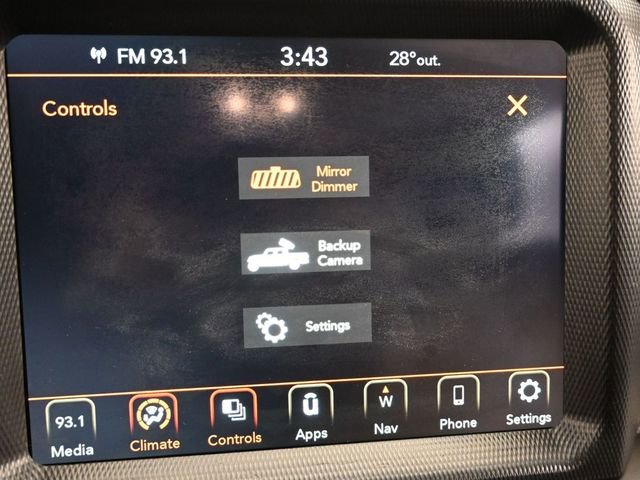 FM 93.1 3:43 28° out.
Controls
Mirror
Dimmer
Backup
Camera
Settings
93.1 W
Media Climate Controls Apps Nav Phone Settings